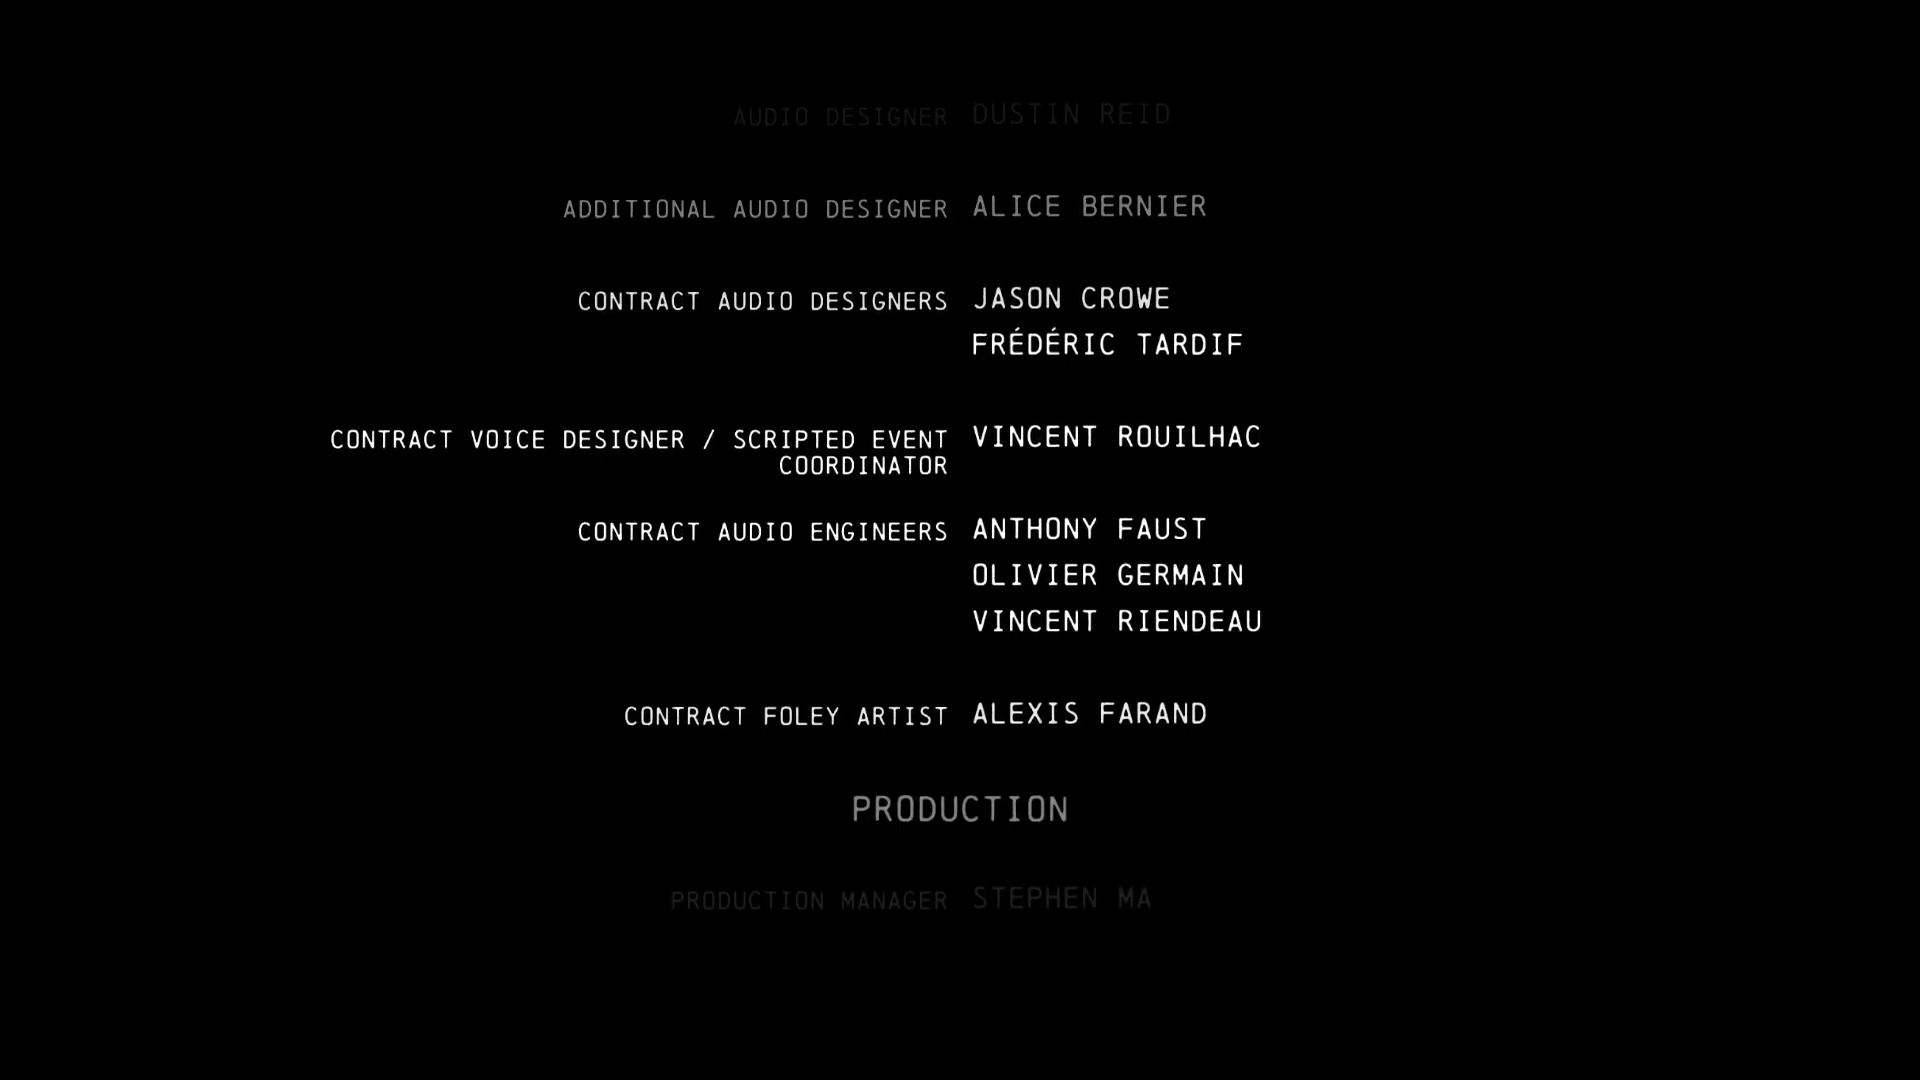 AUDIO DESIGNER DUSTIN REID
ADDITIONAL AUDIO DESIGNER ALICE BERNIER
CONTRACT AUDIO DESIGNERS JASON CROWE
FRÉDÉRIC TARDIF
CONTRACT VOICE DESIGNER / SCRIPTED EVENT VINCENT ROUILHAC
COORDINATOR
CONTRACT AUDIO ENGINEERS ANTHONY FAUST
OLIVIER GERMAIN
VINCENT RIENDEAU
CONTRACT FOLEY ARTIST ALEXIS FARAND
PRODUCTION
PRODUCTION MANAGER STEPHEN MA